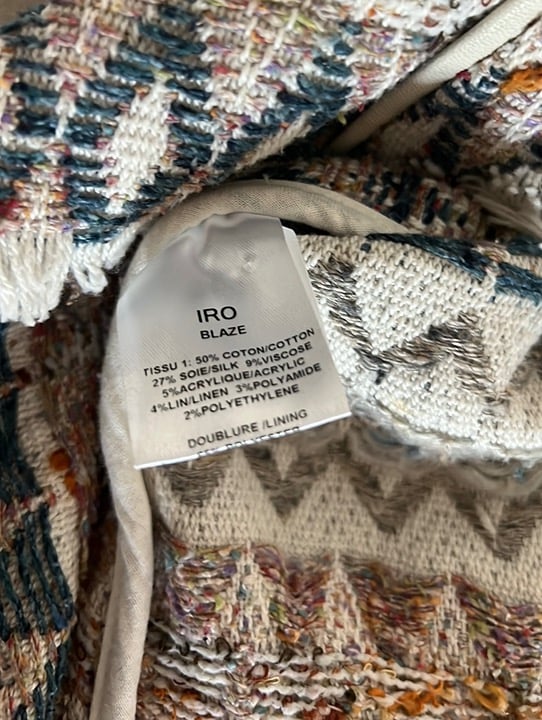 IRO
BLAZE
TISSU 1: 50% COTON/COTTON
27% SOIE/SILK 9%VISCOSE
5%ACRYLIQUE/ACRYLIC
4%LIN/LINEN 3%POLYAMIDE
2%POLYETHYLENE
DOUBLURE /LINING